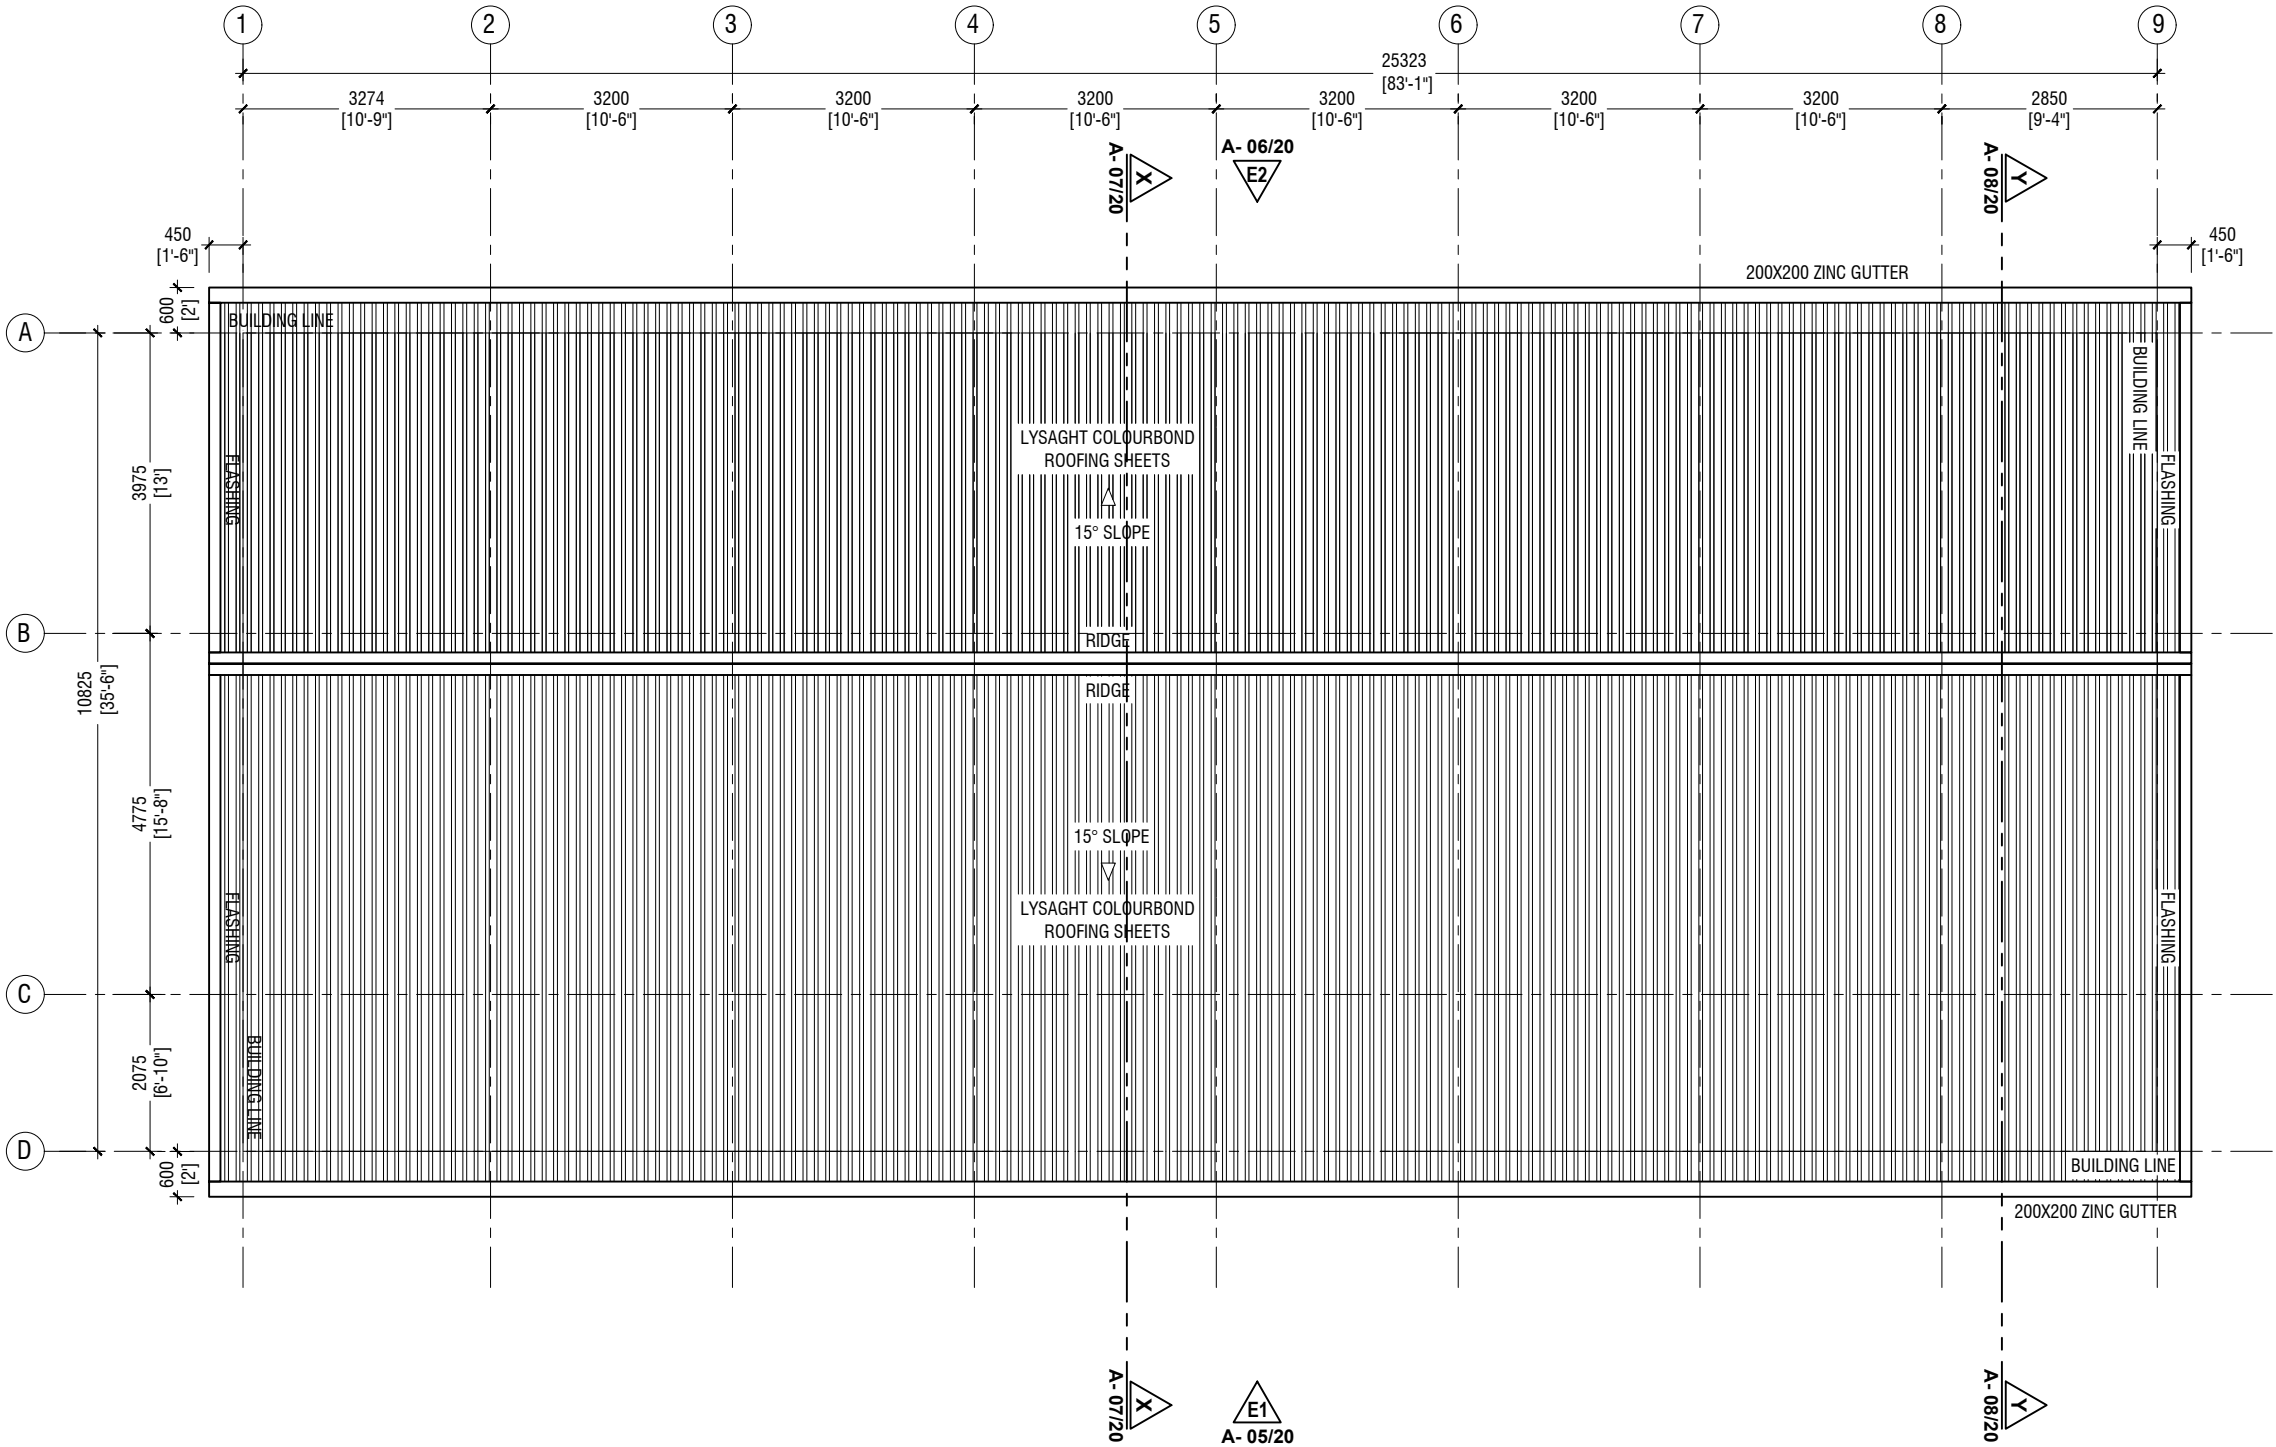 1
2
3
4
5
6
7
8
9
25323
[83'-1"]
3274
[10'-9"]
3200
[10'-6"]
3200
[10'-6"]
3200
[10'-6"]
3200
[10'-6"]
3200
[10'-6"]
3200
[10'-6"]
2850
[9'-4"]
A- 07/20
X
A- 06/20
E2
A- 08/20
Y
450
[1'-6"]
450
[1'-6"]
200X200 ZINC GUTTER
600
[2']
A
BUILDING LINE
BUILDING LINE
3975
[13']
FLASHING
LYSAGHT COLOURBOND
ROOFING SHEETS
15° SLOPE
FLASHING
B
RIDGE
10825
[35'-6"]
RIDGE
4775
[15'-8"]
15° SLOPE
LYSAGHT COLOURBOND
ROOFING SHEETS
FLASHING
FLASHING
C
2075
[6'-10"]
BUILDING LINE
D
600
[2']
BUILDING LINE
200X200 ZINC GUTTER
A- 07/20
X
E1
A- 05/20
A- 08/20
Y